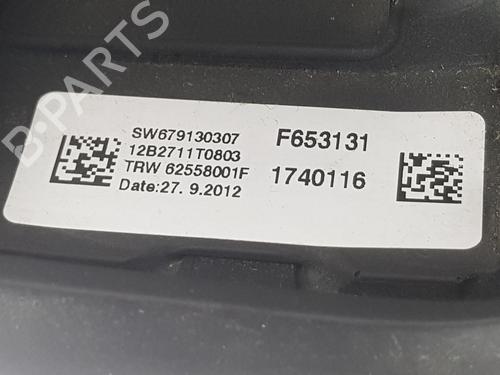 SW679130307
12B2711T0803
TRW 62558001F
Date:27. 9.2012
F653131
1740116
B-PARTS